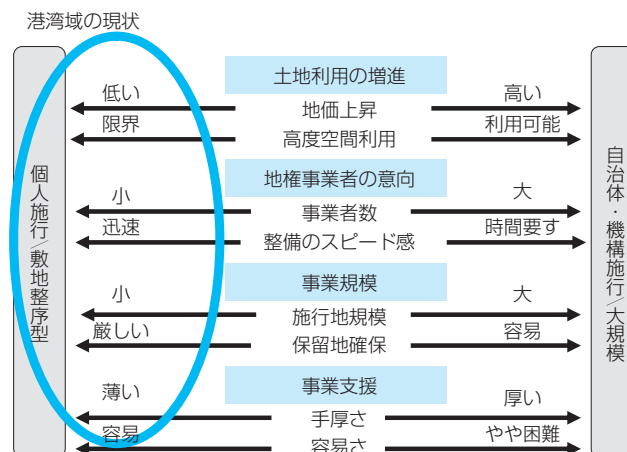 港湾域の現状
個人施行/敷地整序型
土地利用の増進
低い 地価上昇 高い
限界 高度空間利用 利用可能
地権事業者の意向
小 事業者数 大
迅速 整備のスピード感 時間要す
事業規模
小 施行地規模 大
厳しい 保留地確保 容易
事業支援
薄い 手厚さ 厚い
容易 容易さ やや困難
自治体・機構施行/大規模